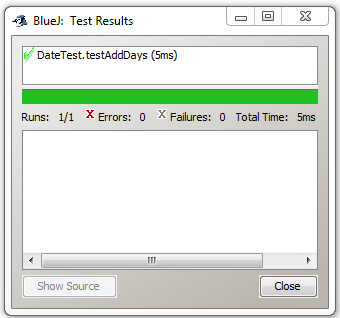 BlueJ: Test Results
DateTest.testAddDays (5ms)
Runs: 1/1 X Errors: 0 X Failures: 0 Total Time: 5ms
Show Source Close